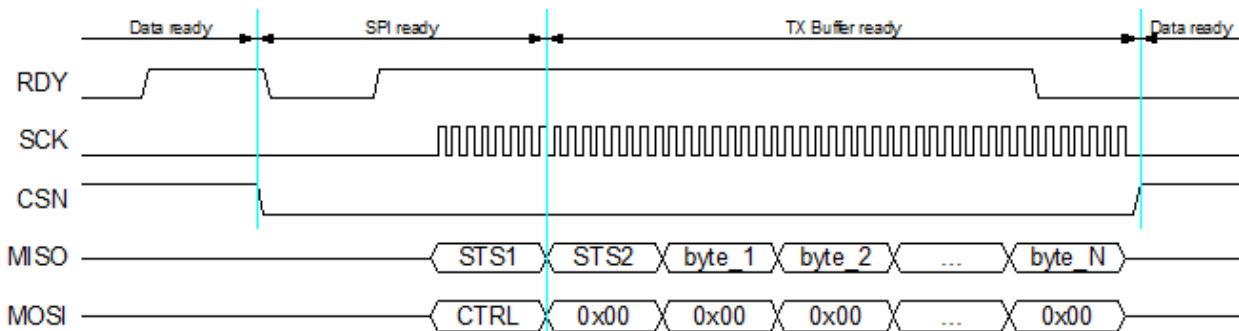 Data ready SPI ready TX Buffer ready Data ready
RDY
SCK
CSN
MISO STS1 STS2 byte_1 byte_2 ... byte_N
MOSI CTRL 0x00 0x00 0x00 ... 0x00